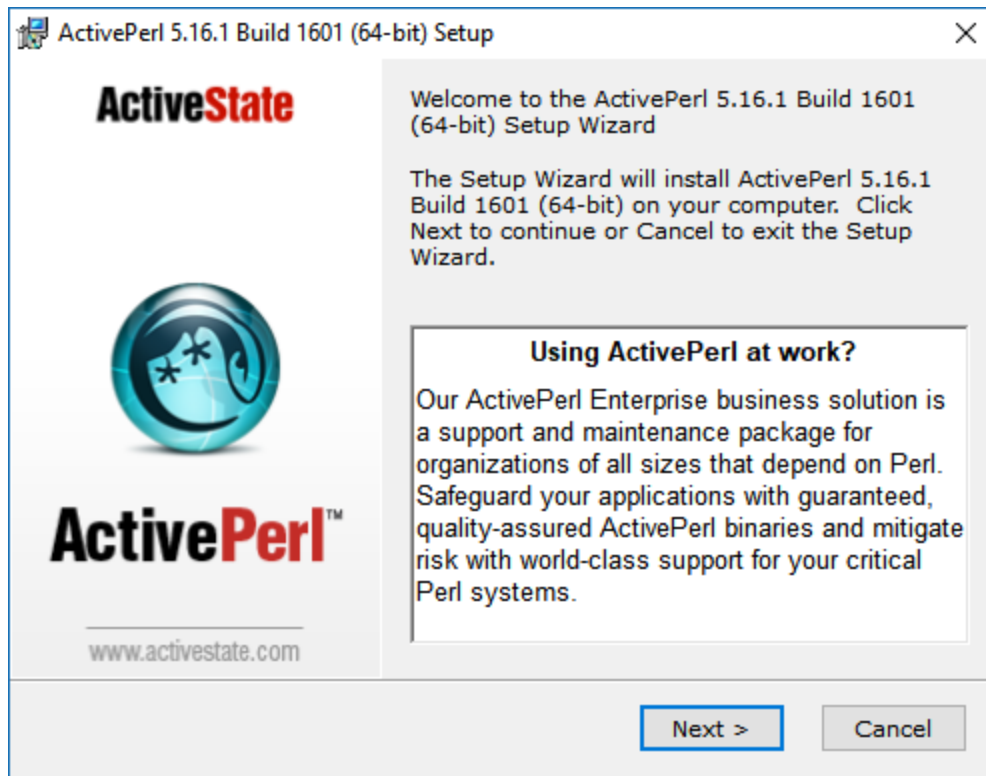 ActivePerl 5.16.1 Build 1601 (64-bit) Setup
ActiveState
Welcome to the ActivePerl 5.16.1 Build 1601
(64-bit) Setup Wizard
The Setup Wizard will install ActivePerl 5.16.1
Build 1601 (64-bit) on your computer.  Click
Next to continue or Cancel to exit the Setup
Wizard.
Using ActivePerl at work?
Our ActivePerl Enterprise business solution is
a support and maintenance package for
organizations of all sizes that depend on Perl.
Safeguard your applications with guaranteed,
quality-assured ActivePerl binaries and mitigate
risk with world-class support for your critical
Perl systems.
ActivePerl™
www.activestate.com
Next >
Cancel